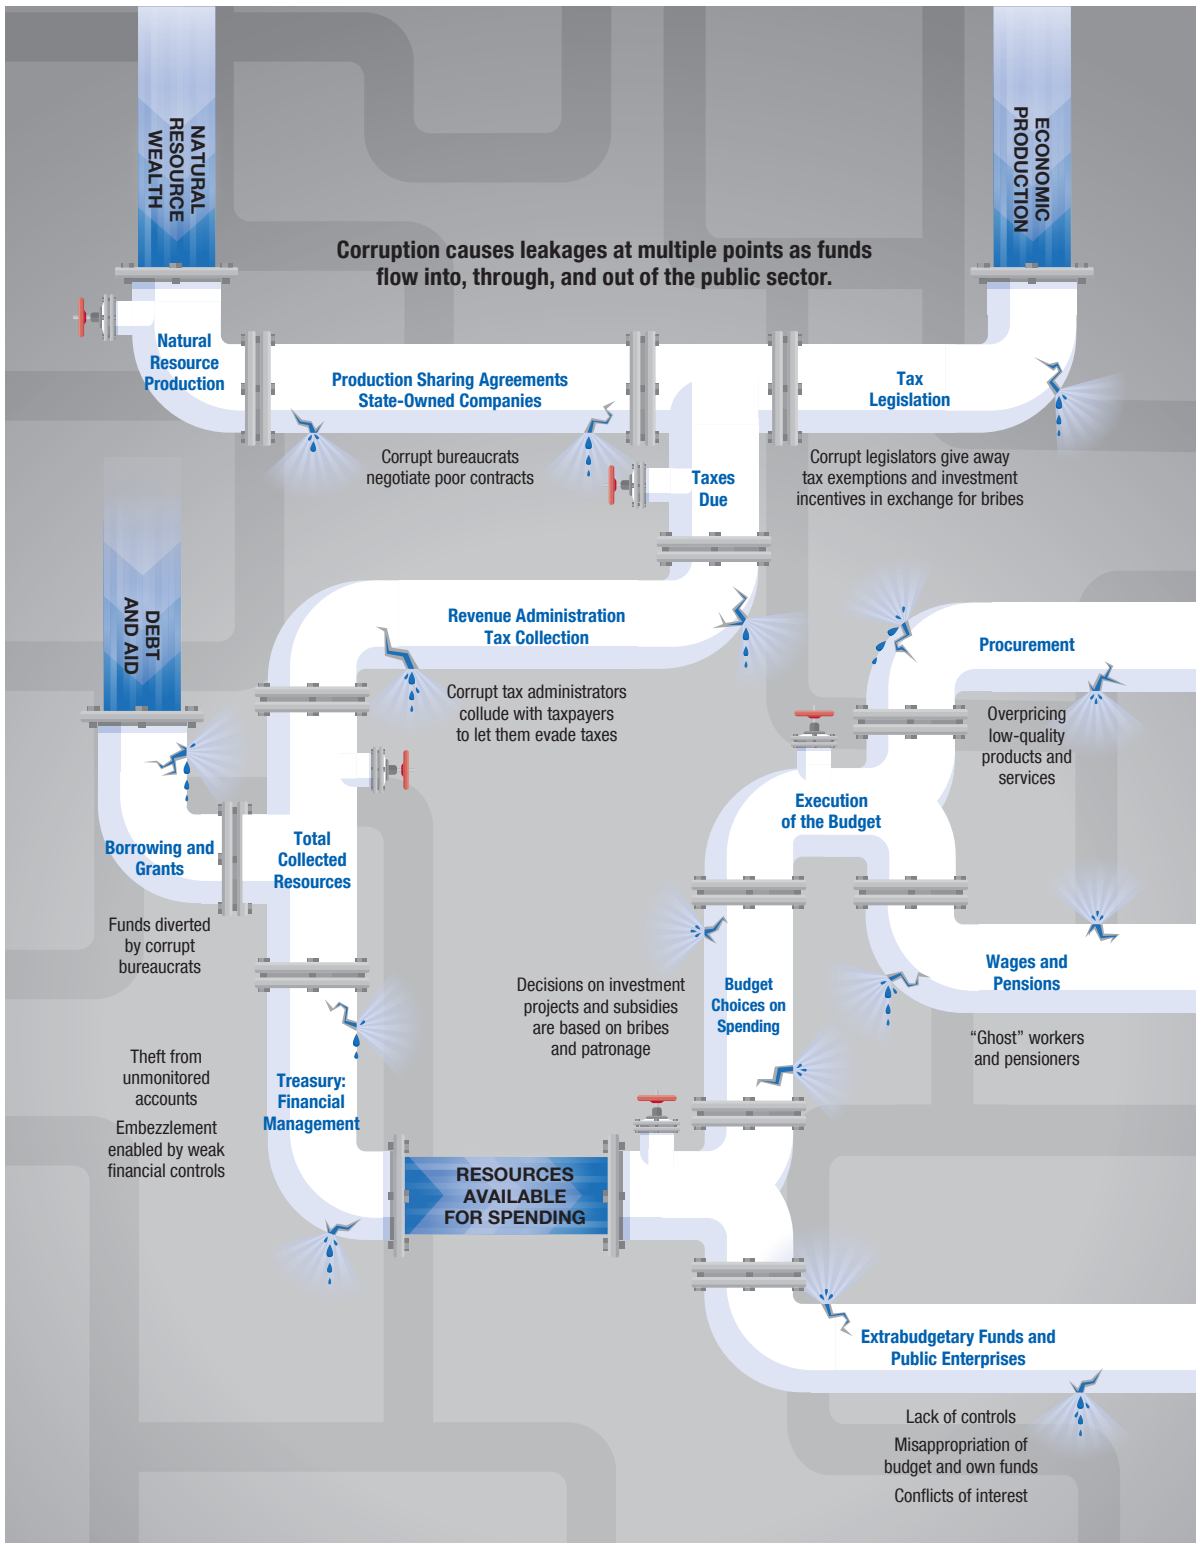 NATURAL
RESOURCE
WEALTH
ECONOMIC
PRODUCTION
Corruption causes leakages at multiple points as funds
flow into, through, and out of the public sector.
Natural
Resource
Production
Production Sharing Agreements
State-Owned Companies
Tax
Legislation
Corrupt bureaucrats
negotiate poor contracts
Taxes
Due
Corrupt legislators give away
tax exemptions and investment
incentives in exchange for bribes
DEBT
AND AID
Revenue Administration
Tax Collection
Procurement
Corrupt tax administrators
collude with taxpayers
to let them evade taxes
Overpricing
low-quality
products and
services
Execution
of the Budget
Borrowing and
Grants
Total
Collected
Resources
Funds diverted
by corrupt
bureaucrats
Wages and
Pensions
Decisions on investment
projects and subsidies
are based on bribes
and patronage
Budget
Choices on
Spending
“Ghost” workers
and pensioners
Theft from
unmonitored
accounts
Embezzlement
enabled by weak
financial controls
Treasury:
Financial
Management
RESOURCES
AVAILABLE
FOR SPENDING
Extrabudgetary Funds and
Public Enterprises
Lack of controls
Misappropriation of
budget and own funds
Conflicts of interest